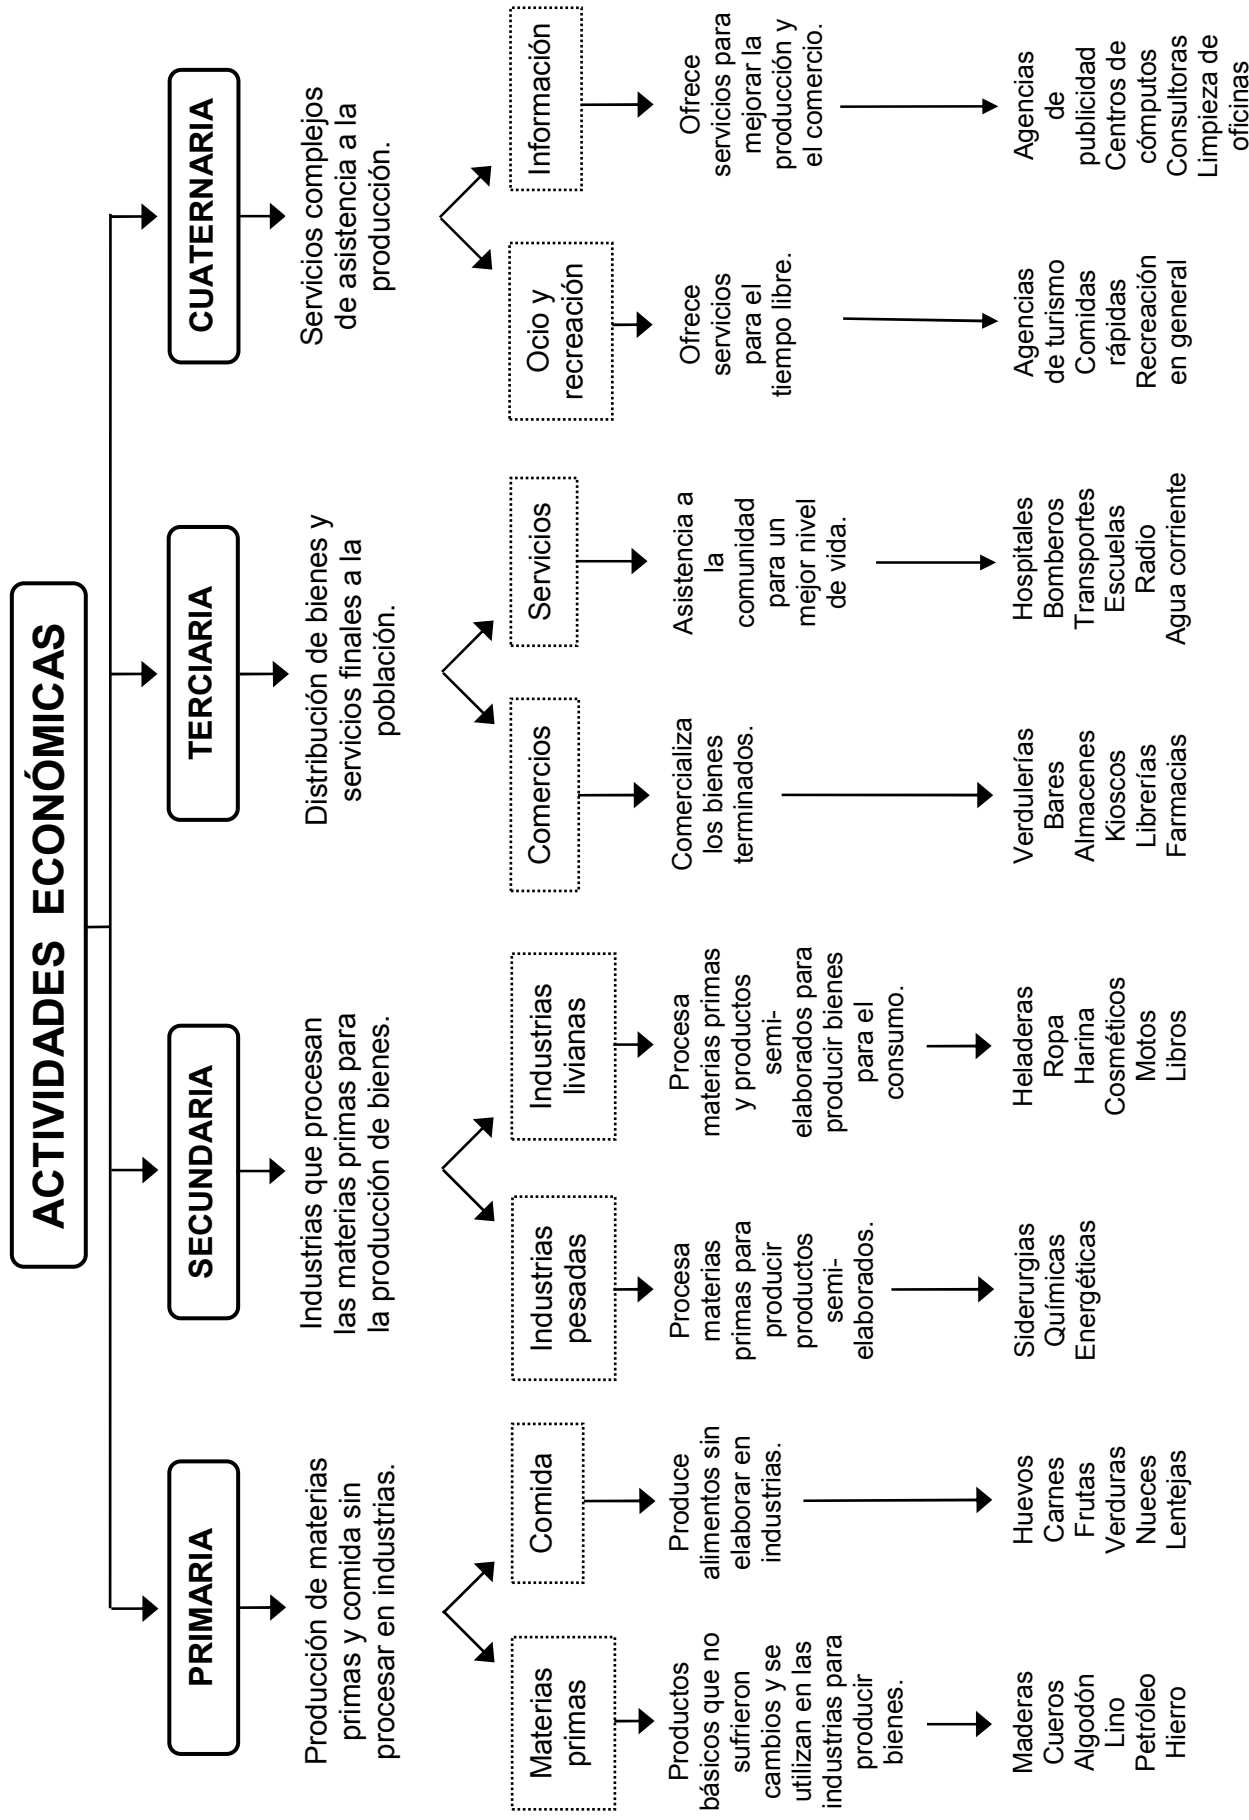 ACTIVIDADES ECONÓMICAS
PRIMARIA
Producción de materias
primas y comida sin
procesar en industrias.
Materias
primas
Productos
básicos que no
sufrieron
cambios y se
utilizan en las
industrias para
producir
bienes.
Maderas
Cueros
Algodón
Lino
Petróleo
Hierro
Comida
Produce
alimentos sin
elaborar en
industrias.
Huevos
Carnes
Frutas
Verduras
Nueces
Lentejas
SECUNDARIA
Industrias que procesan
las materias primas para
la producción de bienes.
Industrias
pesadas
Procesa
materias
primas para
producir
productos
semi-
elaborados.
Siderurgias
Químicas
Energéticas
Industrias
livianas
Procesa
materias primas
y productos
semi-
elaborados para
producir bienes
para el
consumo.
Heladeras
Ropa
Harina
Cosméticos
Motos
Libros
TERCIARIA
Distribución de bienes y
servicios finales a la
población.
Comercios
Comercializa
los bienes
terminados.
Verdulerías
Bares
Almacenes
Kioscos
Librerías
Farmacias
Servicios
Asistencia a
la
comunidad
para un
mejor nivel
de vida.
Hospitales
Bomberos
Transportes
Escuelas
Radio
Agua corriente
CUATERNARIA
Servicios complejos
de asistencia a la
producción.
Ocio y
recreación
Ofrece
servicios
para el
tiempo libre.
Agencias
de turismo
Comidas
rápidas
Recreación
en general
Información
Ofrece
servicios para
mejorar la
producción y
el comercio.
Agencias
de
publicidad
Centros de
cómputos
Consultoras
Limpieza de
oficinas